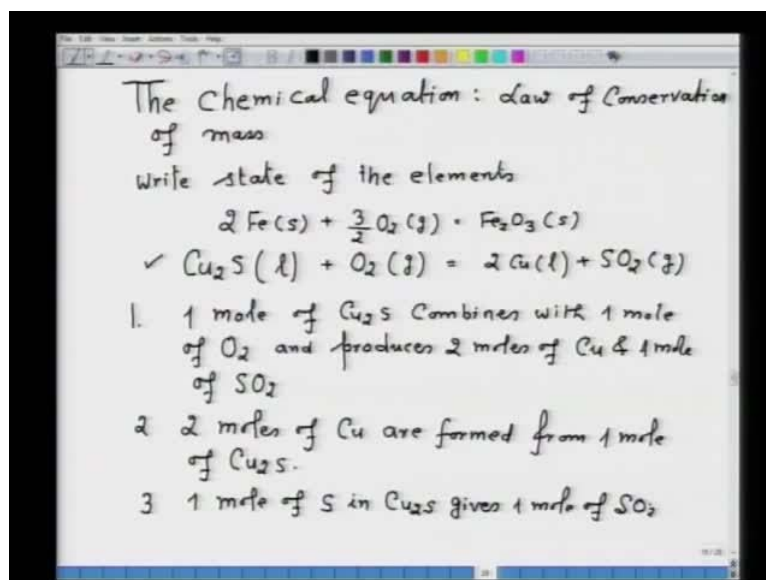 The Chemical equation : Law of Conservation
of mass
Write state of the elements
2 Fe (s) + 3/2 O₂ (g) = Fe₂O₃ (s)
✓ Cu₂S (l) + O₂ (g) = 2 Cu (l) + SO₂ (g)
1. 1 mole of Cu₂S Combines with 1 mole
of O₂ and produces 2 moles of Cu & 1 mole
of SO₂
2 2 moles of Cu are formed from 1 mole
of Cu₂S.
3 1 mole of S in Cu₂S gives 1 mole of SO₂